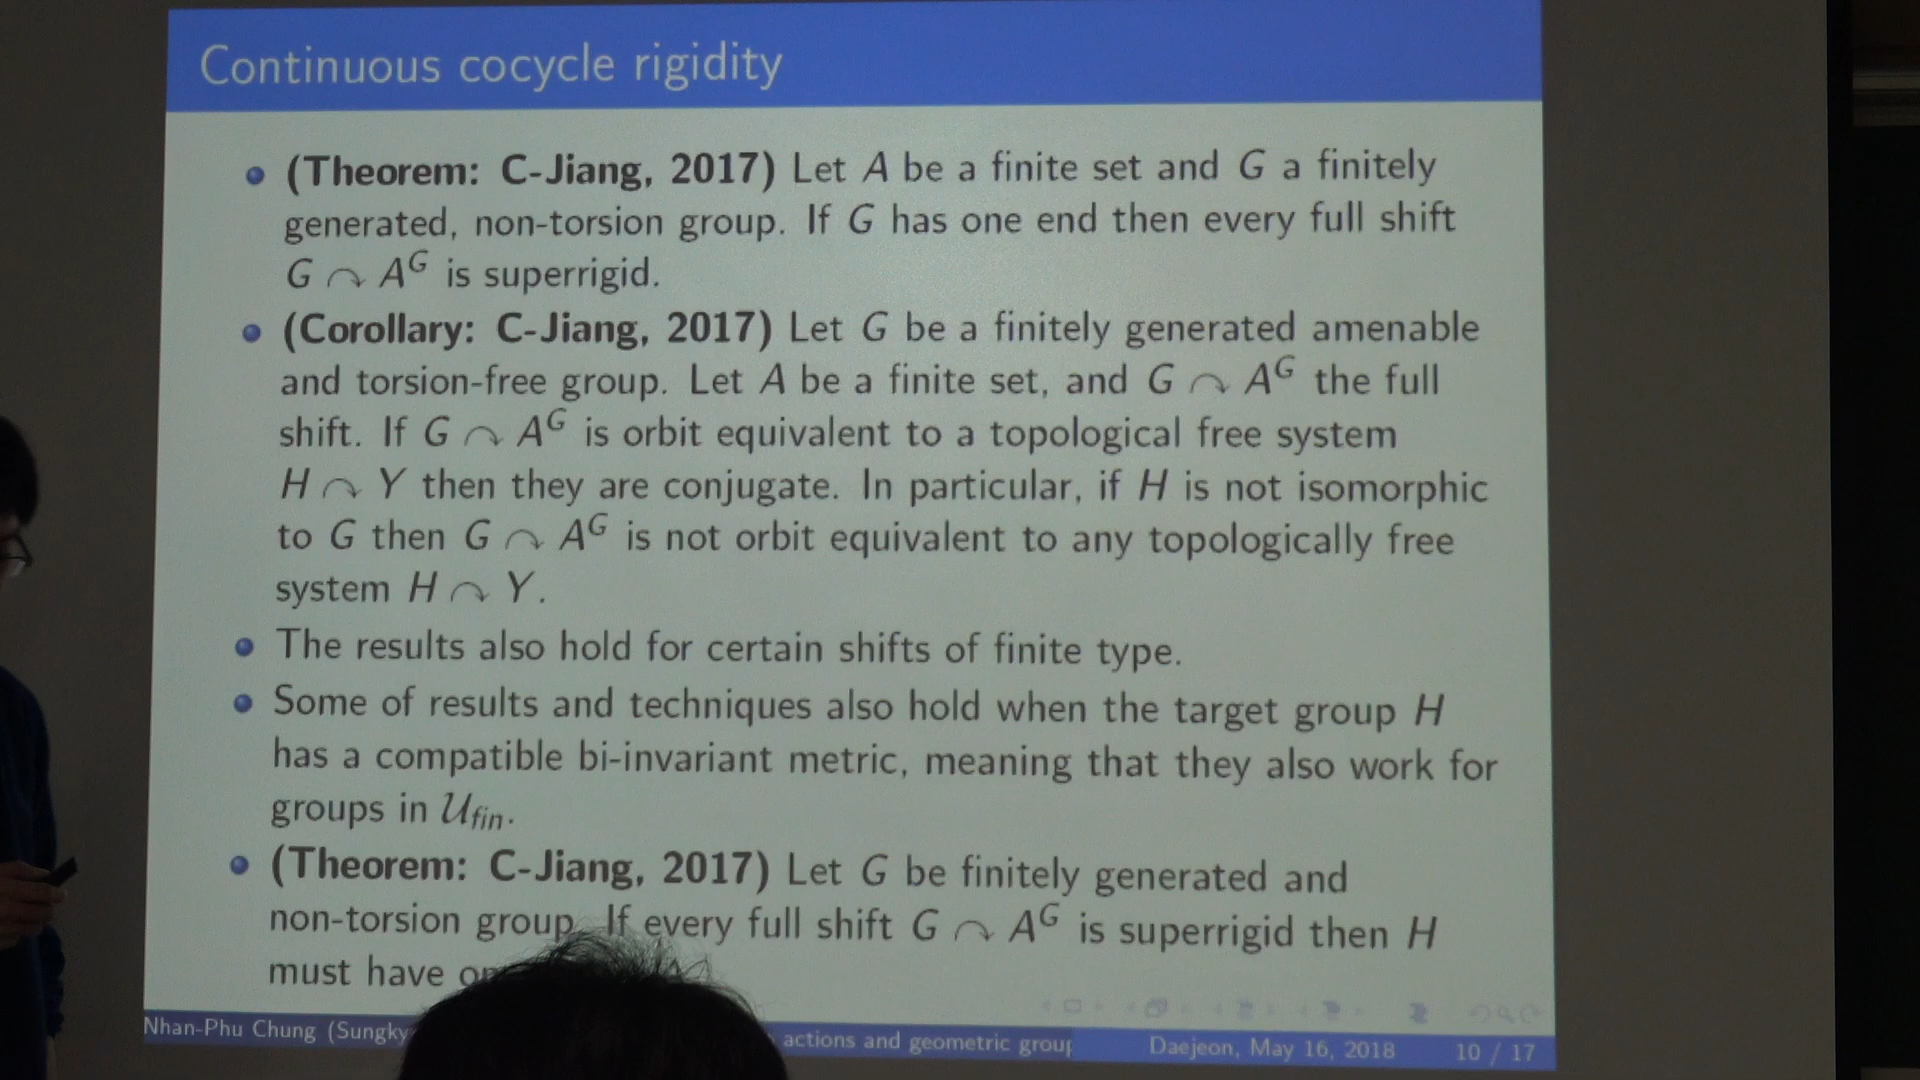 Continuous cocycle rigidity
(Theorem: C-Jiang, 2017) Let A be a finite set and G a finitely
generated, non-torsion group. If G has one end then every full shift
G ↷ A^G is superrigid.
(Corollary: C-Jiang, 2017) Let G be a finitely generated amenable
and torsion-free group. Let A be a finite set, and G ↷ A^G the full
shift. If G ↷ A^G is orbit equivalent to a topological free system
H ↷ Y then they are conjugate. In particular, if H is not isomorphic
to G then G ↷ A^G is not orbit equivalent to any topologically free
system H ↷ Y.
The results also hold for certain shifts of finite type.
Some of results and techniques also hold when the target group H
has a compatible bi-invariant metric, meaning that they also work for
groups in 𝒰_fin.
(Theorem: C-Jiang, 2017) Let G be finitely generated and
non-torsion group. If every full shift G ↷ A^G is superrigid then H
must have
Nhan-Phu Chung (Sungky actions and geometric group Daejeon, May 16, 2018 10 / 17